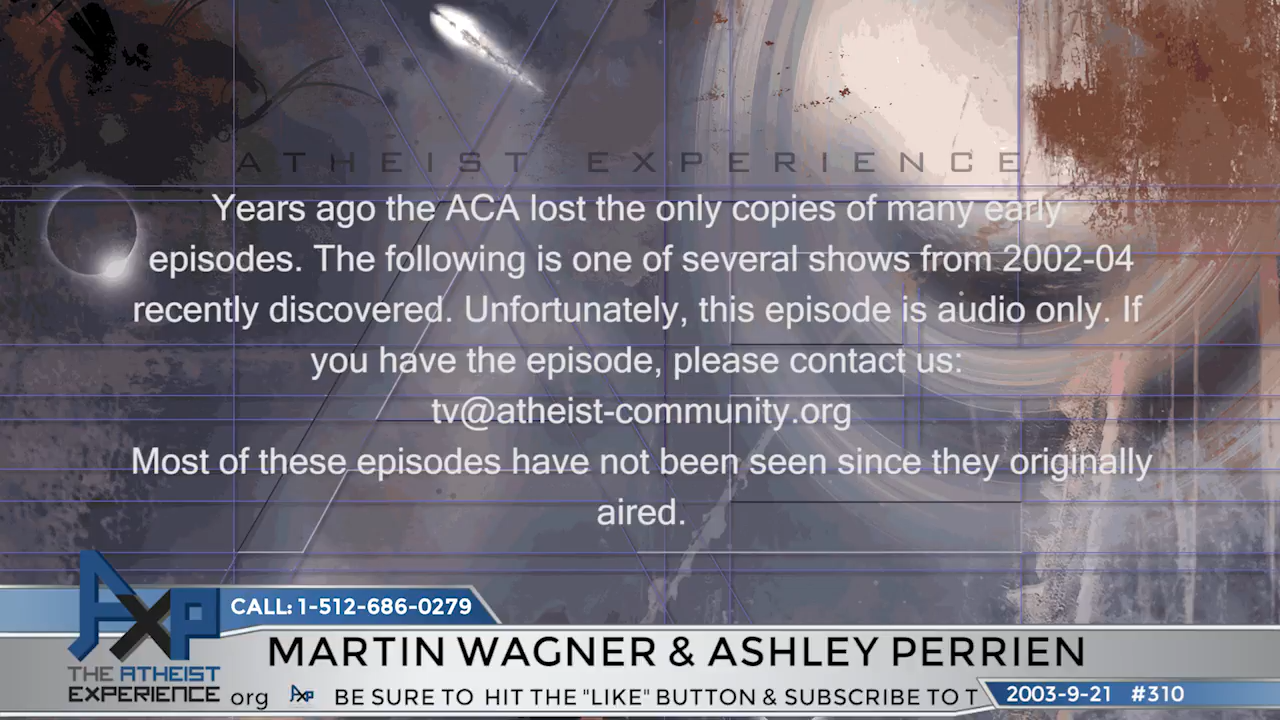 ATHEIST EXPERIENCE
Years ago the ACA lost the only copies of many early
episodes. The following is one of several shows from 2002-04
recently discovered. Unfortunately, this episode is audio only. If
you have the episode, please contact us:
tv@atheist-community.org
Most of these episodes have not been seen since they originally
aired.
AXP
CALL: 1-512-686-0279
MARTIN WAGNER & ASHLEY PERRIEN
THE ATHEIST
EXPERIENCE
org AXP BE SURE TO HIT THE "LIKE" BUTTON & SUBSCRIBE TO T
2003-9-21 #310